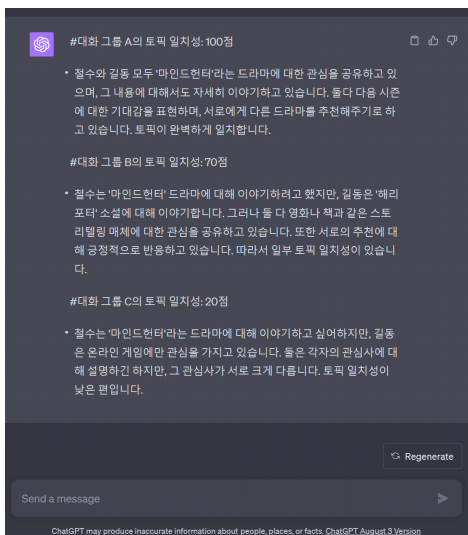 #대화 그룹 A의 토픽 일치성: 100점
• 철수와 길동 모두 '마인드헌터'라는 드라마에 대한 관심을 공유하고 있
으며, 그 내용에 대해서도 자세히 이야기하고 있습니다. 둘다 다음 시즌
에 대한 기대감을 표현하며, 서로에게 다른 드라마를 추천해주기로 하
고 있습니다. 토픽이 완벽하게 일치합니다.
#대화 그룹 B의 토픽 일치성: 70점
• 철수는 '마인드헌터' 드라마에 대해 이야기하려고 했지만, 길동은 '해리
포터' 소설에 대해 이야기합니다. 그러나 둘 다 영화나 책과 같은 스토
리텔링 매체에 대한 관심을 공유하고 있습니다. 또한 서로의 추천에 대
해 긍정적으로 반응하고 있습니다. 따라서 일부 토픽 일치성이 있습니
다.
#대화 그룹 C의 토픽 일치성: 20점
• 철수는 '마인드헌터'라는 드라마에 대해 이야기하고 싶어하지만, 길동
은 온라인 게임에만 관심을 가지고 있습니다. 둘은 각자의 관심사에 대
해 설명하긴 하지만, 그 관심사가 서로 크게 다릅니다. 토픽 일치성이
낮은 편입니다.
Regenerate
Send a message
ChatGPT may produce inaccurate information about people, places, or facts. ChatGPT August 3 Version